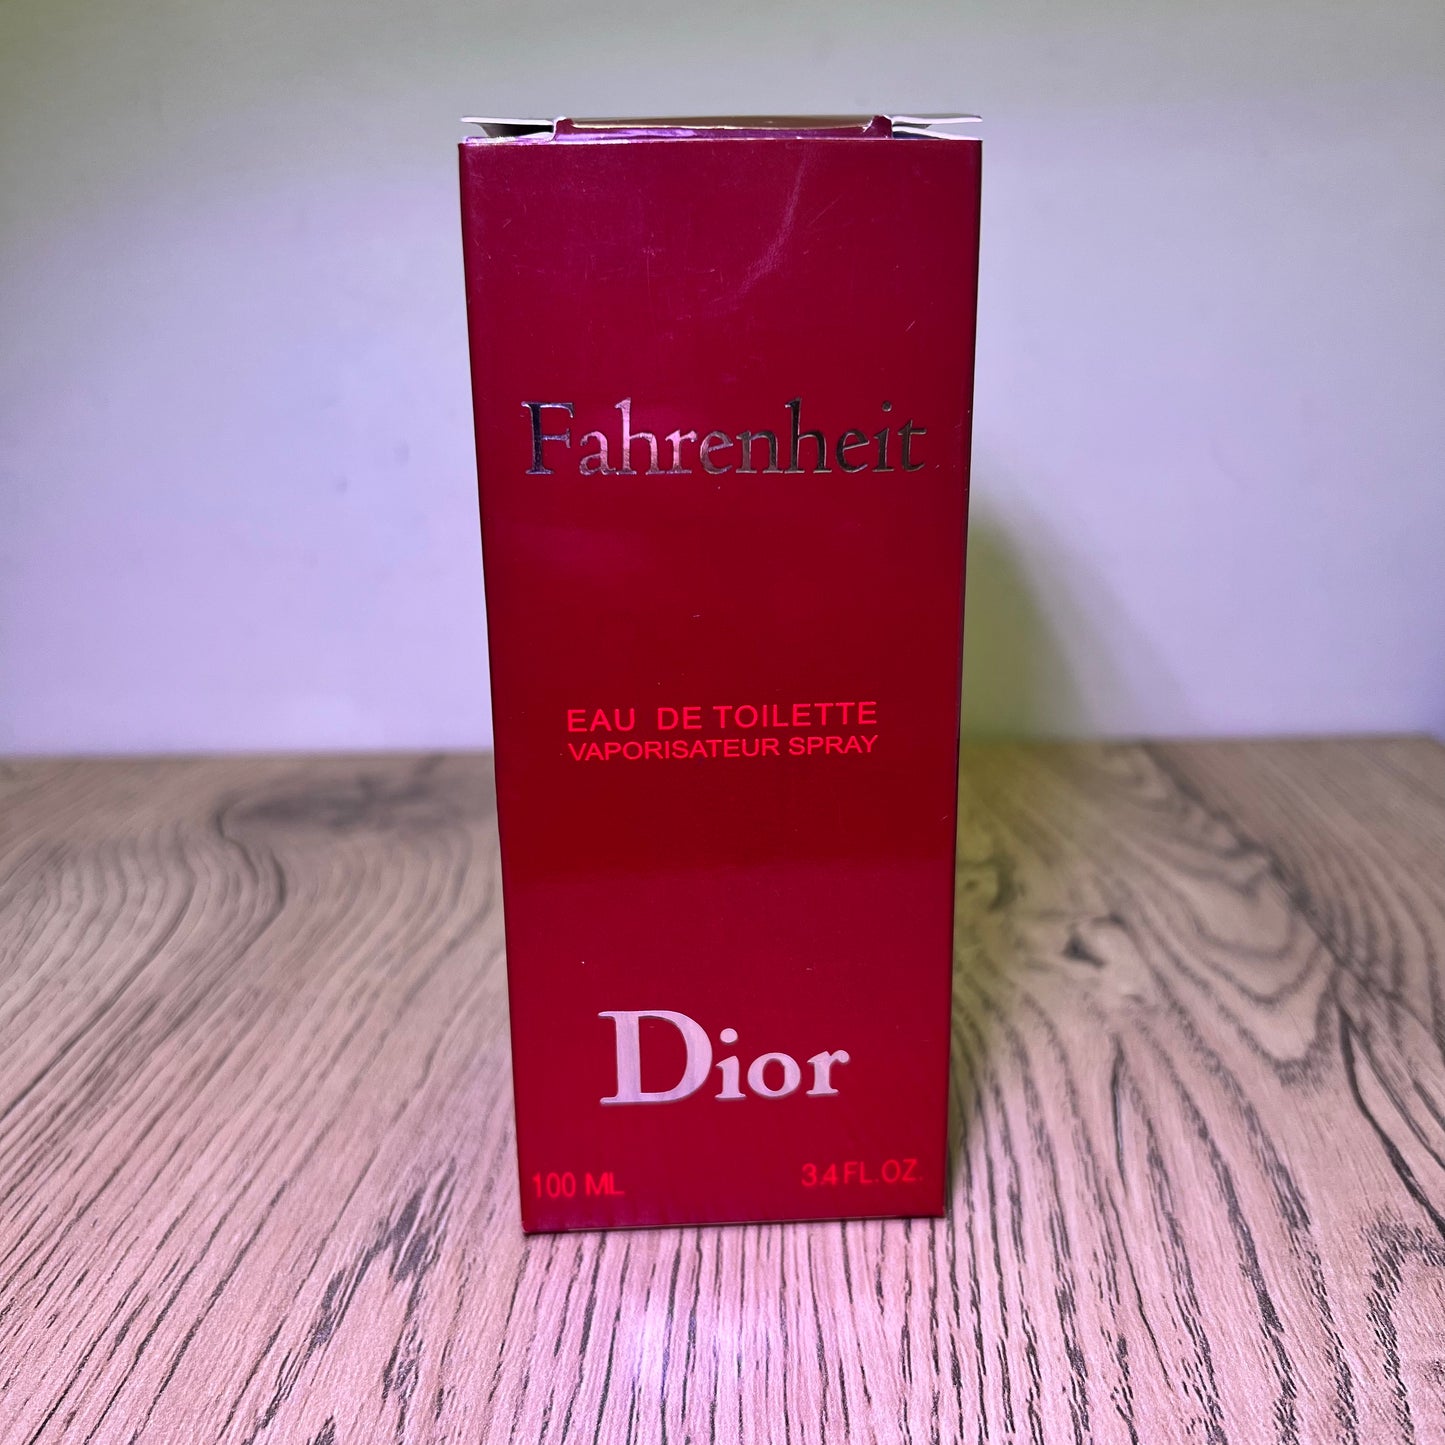 Fahrenheit
EAU DE TOILETTE
VAPORISATEUR SPRAY
Dior
100 ML
3.4 FL.OZ.